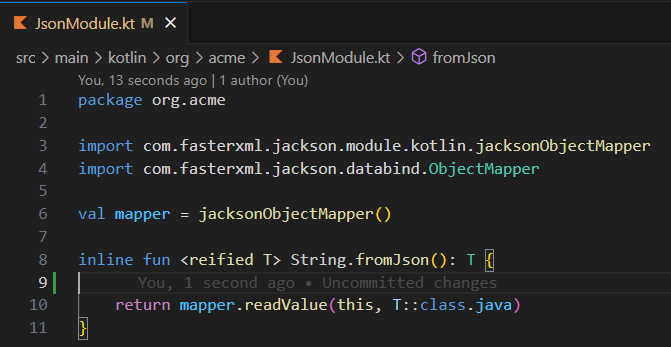 JsonModule.kt M ×
src > main > kotlin > org > acme > JsonModule.kt > fromJson
You, 13 seconds ago | 1 author (You)
1 package org.acme
2
3 import com.fasterxml.jackson.module.kotlin.jacksonObjectMapper
4 import com.fasterxml.jackson.databind.ObjectMapper
5
6 val mapper = jacksonObjectMapper()
7
8 inline fun <reified T> String.fromJson(): T {
9 You, 1 second ago • Uncommitted changes
10 return mapper.readValue(this, T::class.java)
11 }